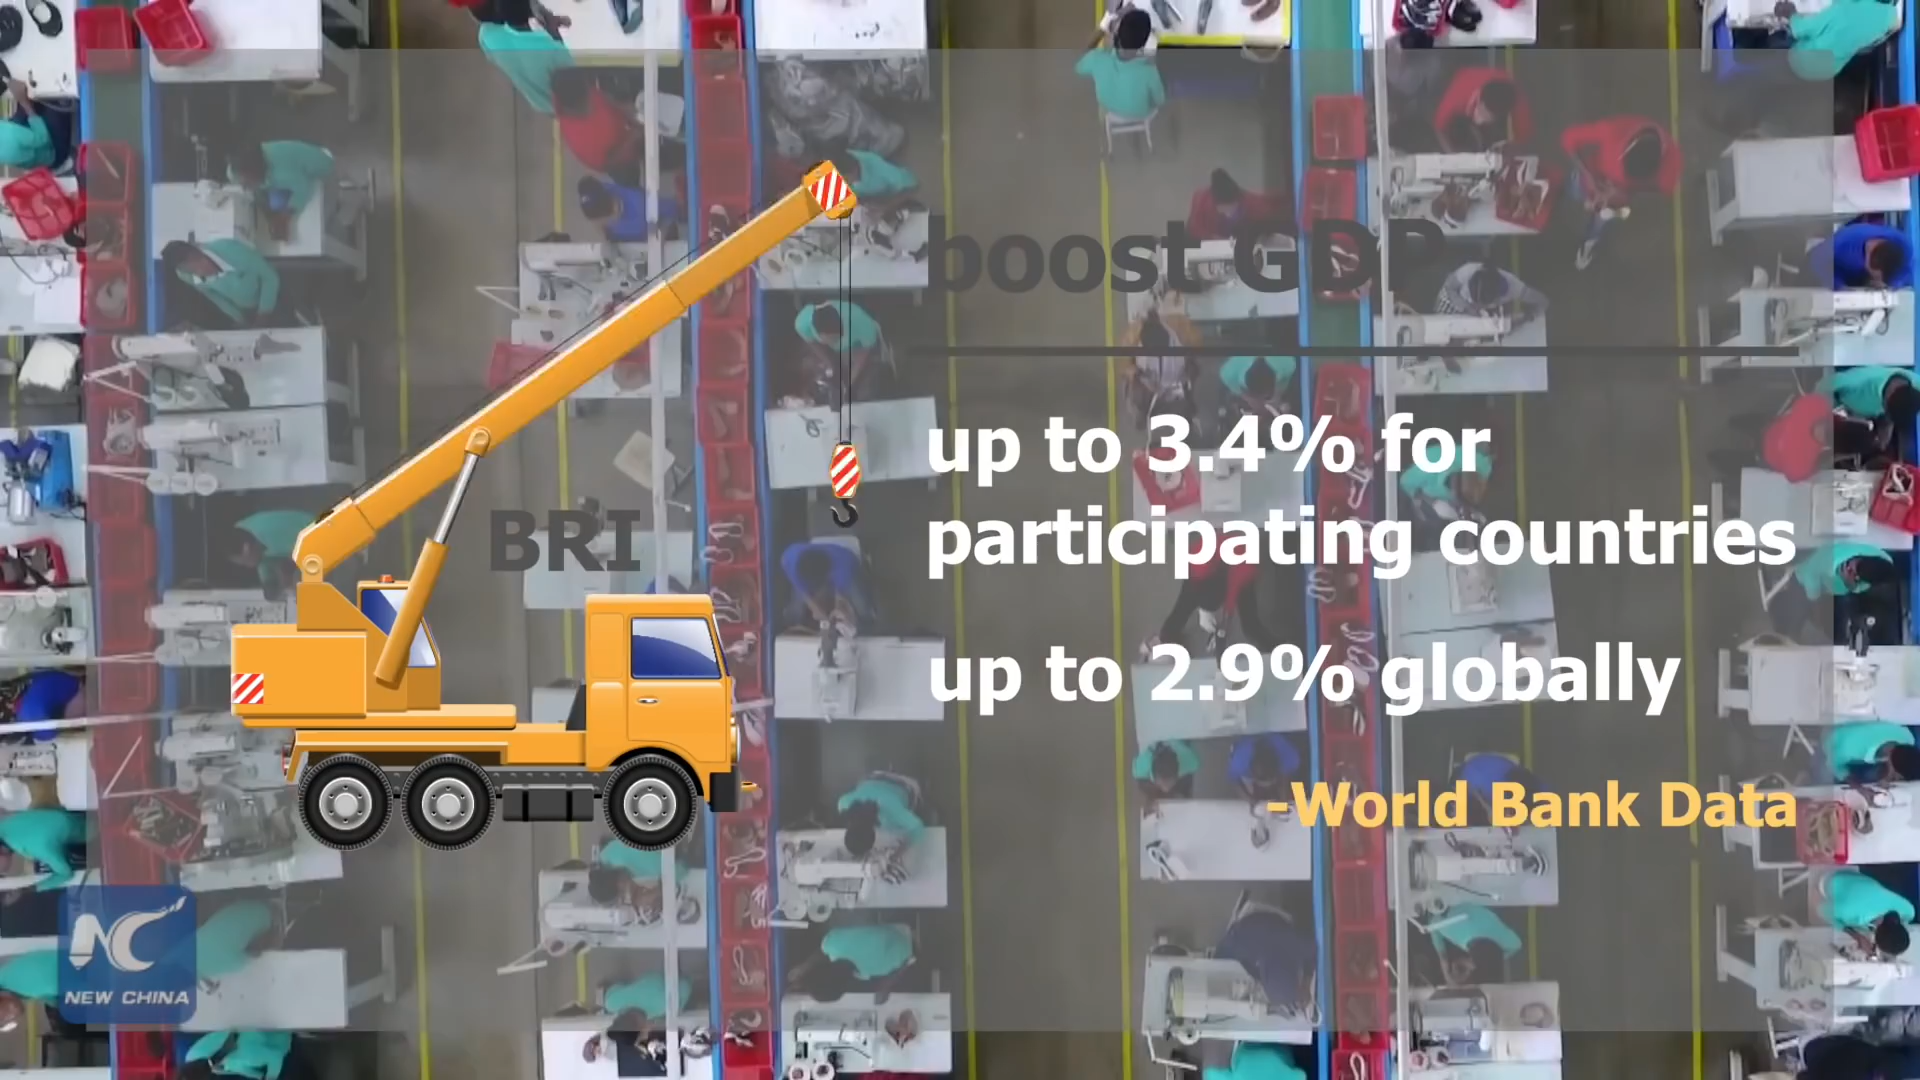 boost GDP
BRI
up to 3.4% for
participating countries
up to 2.9% globally
-World Bank Data
NC
NEW CHINA